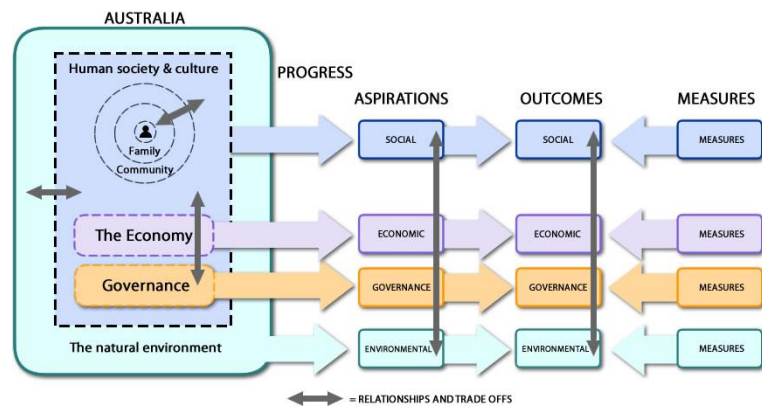 AUSTRALIA
Human society & culture
PROGRESS
ASPIRATIONS
OUTCOMES
MEASURES
Family
Community
SOCIAL
SOCIAL
MEASURES
The Economy
ECONOMIC
ECONOMIC
MEASURES
Governance
GOVERNANCE
GOVERNANCE
MEASURES
The natural environment
ENVIRONMENTAL
ENVIRONMENTAL
MEASURES
= RELATIONSHIPS AND TRADE OFFS